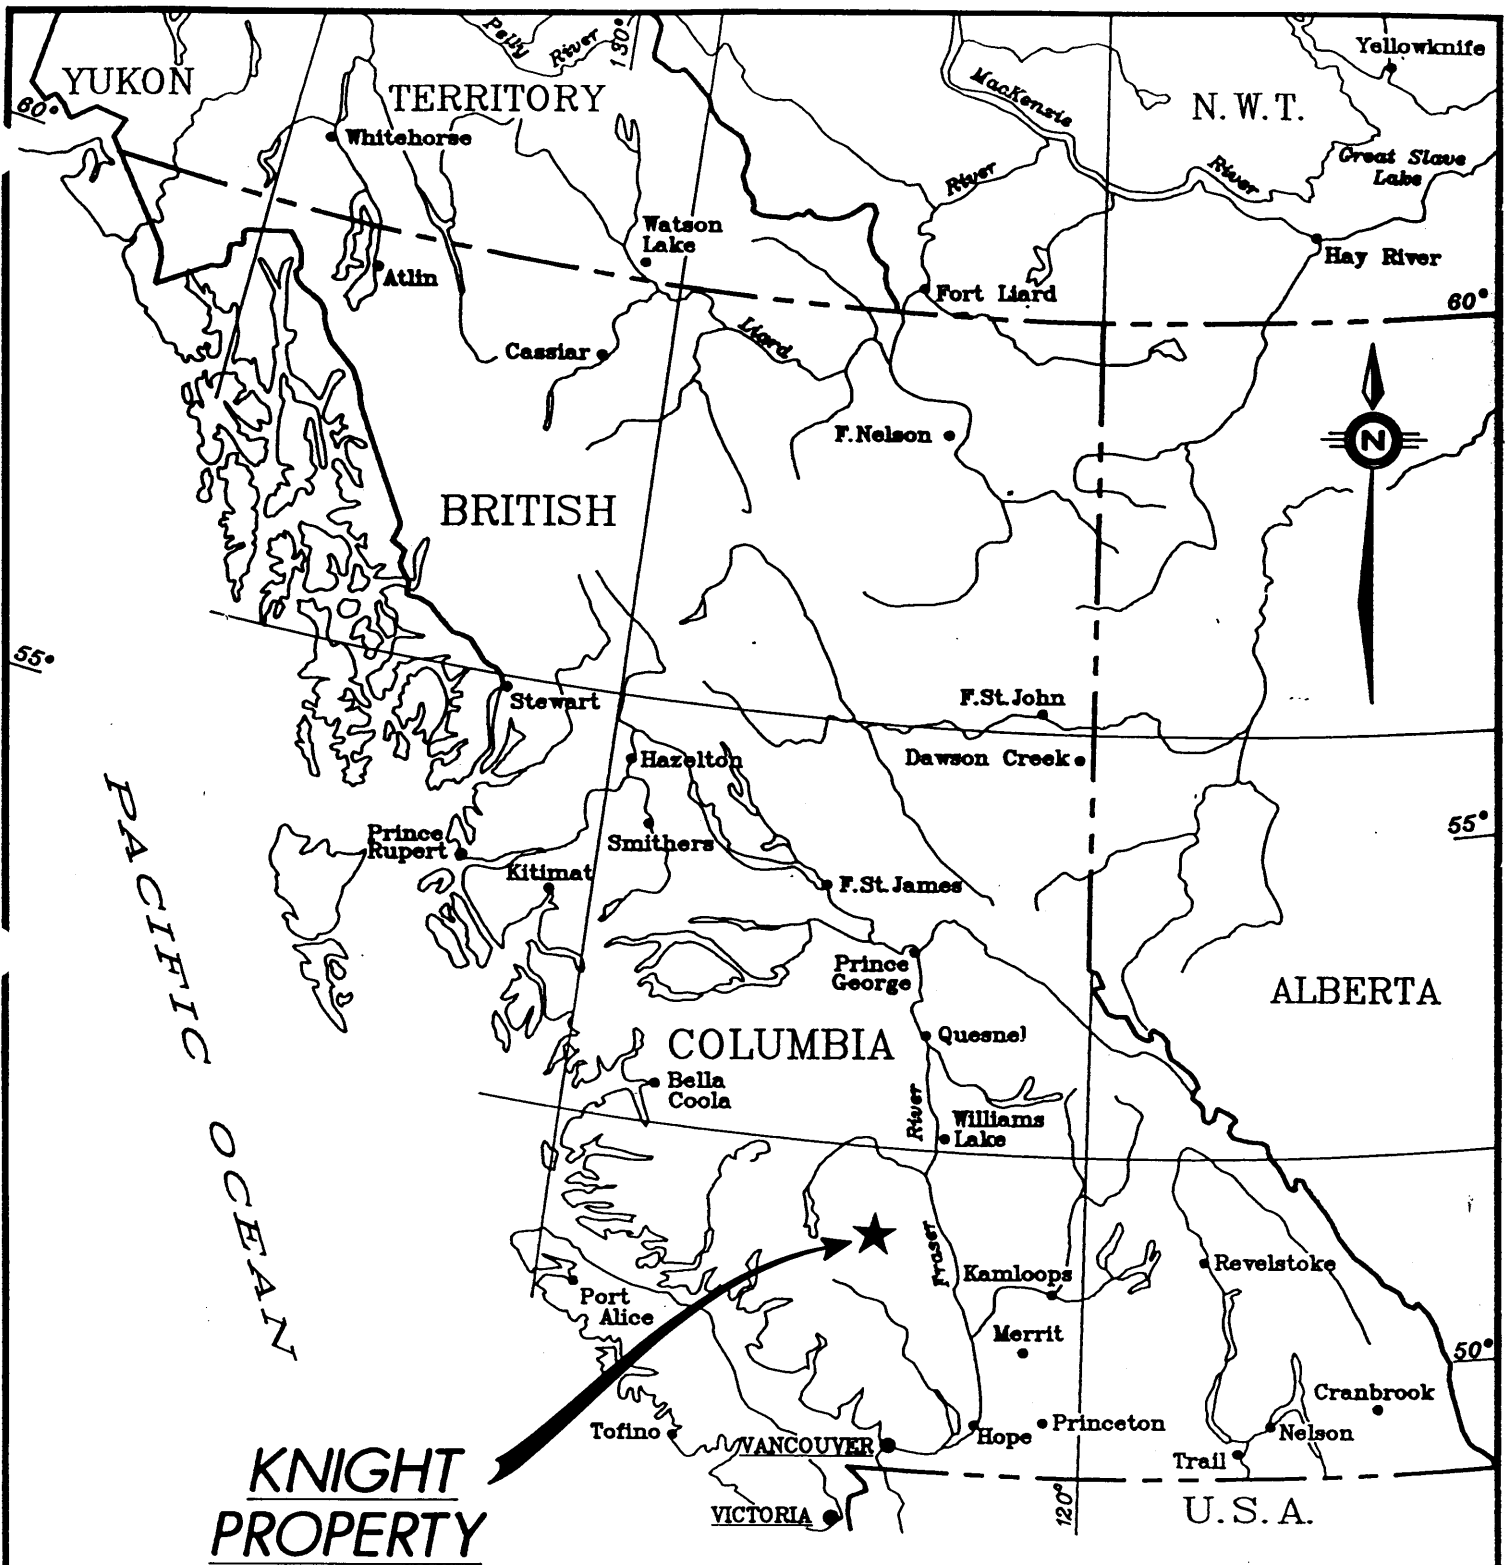 Pelly River
130°
Yellowknife
YUKON
TERRITORY
MacKenzie
N.W.T.
60°
Whitehorse
Great Slave
Lake
River
River
Watson
Lake
Hay River
Atlin
Fort Liard
60°
Liard
Cassiar
F.Nelson
N
BRITISH
55°
Stewart
F.St.John
Hazelton
Dawson Creek
PACIFIC OCEAN
Prince
Rupert
Smithers
55°
Kitimat
F.St.James
Prince
George
ALBERTA
COLUMBIA
Quesnel
Bella
Coola
River
Williams
Lake
Fraser
Kamloops
Revelstoke
Port
Alice
Merrit
50°
Cranbrook
Tofino
VANCOUVER
Hope
Princeton
Nelson
Trail
KNIGHT
PROPERTY
VICTORIA
120°
U.S.A.